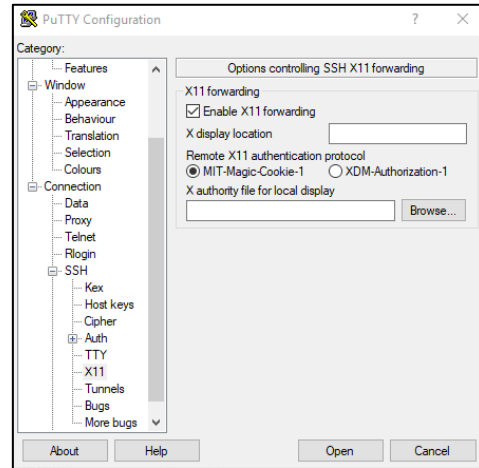 PuTTY Configuration
?
Category:
Features
Window
Appearance
Behaviour
Translation
Selection
Colours
Connection
Data
Proxy
Telnet
Rlogin
SSH
Kex
Host keys
Cipher
Auth
TTY
X11
Tunnels
Bugs
More bugs
Options controlling SSH X11 forwarding
X11 forwarding
Enable X11 forwarding
X display location
Remote X11 authentication protocol
MIT-Magic-Cookie-1 XDM-Authorization-1
X authority file for local display
Browse...
About Help Open Cancel